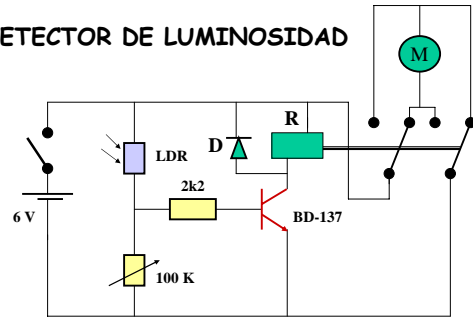 ETECTOR DE LUMINOSIDAD
M
R
LDR
D
2k2
6 V
BD-137
100 K